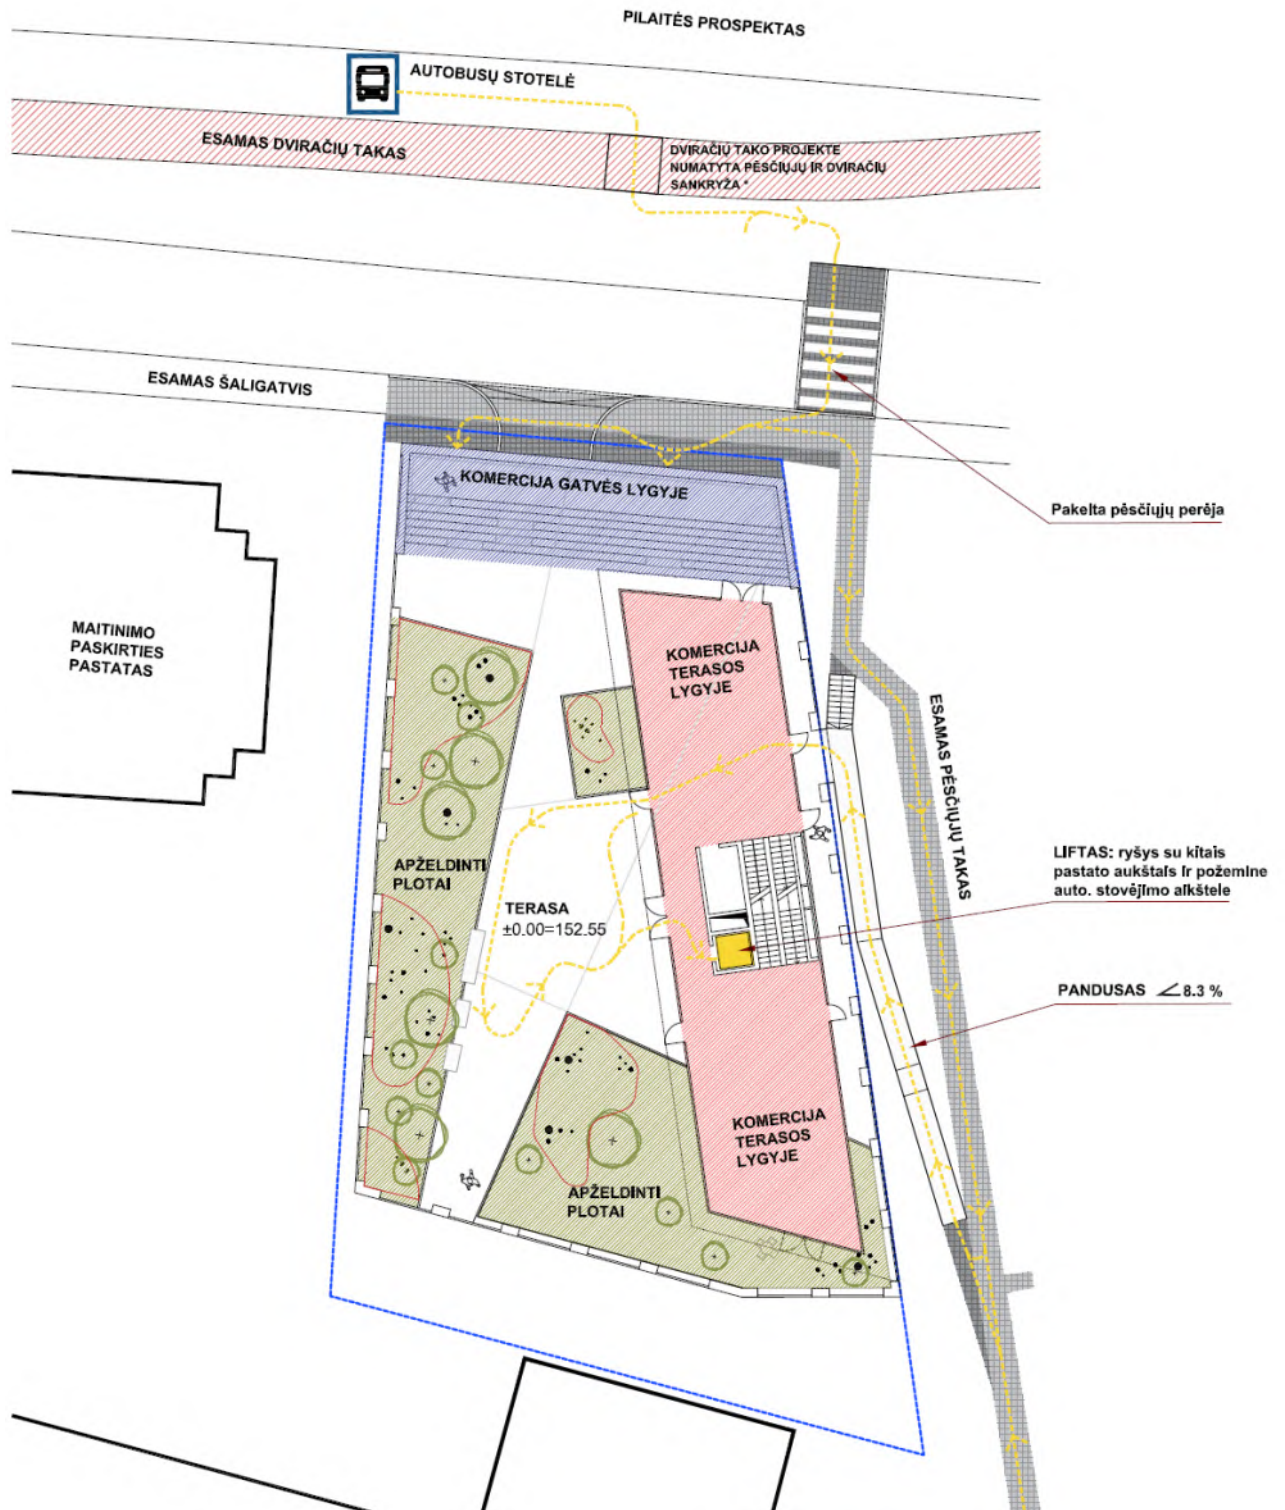 PILAITĖS PROSPEKTAS
AUTOBUSŲ STOTELĖ
ESAMAS DVIRAČIŲ TAKAS
DVIRAČIŲ TAKO PROJEKTE
NUMATYTA PĖSČIŲJŲ IR DVIRAČIŲ
SANKRYŽA *
ESAMAS ŠALIGATVIS
KOMERCIJA GATVĖS LYGYJE
Pakelta pėsčiųjų perėja
MAITINIMO
PASKIRTIES
PASTATAS
KOMERCIJA
TERASOS
LYGYJE
ESAMAS PĖSČIŲJŲ TAKAS
APŽELDINTI
PLOTAI
TERASA
±0.00=152.55
LIFTAS: ryšys su kitais
pastato aukštais ir požemine
auto. stovėjimo aikštele
PANDUSAS ∠8.3 %
KOMERCIJA
TERASOS
LYGYJE
APŽELDINTI
PLOTAI